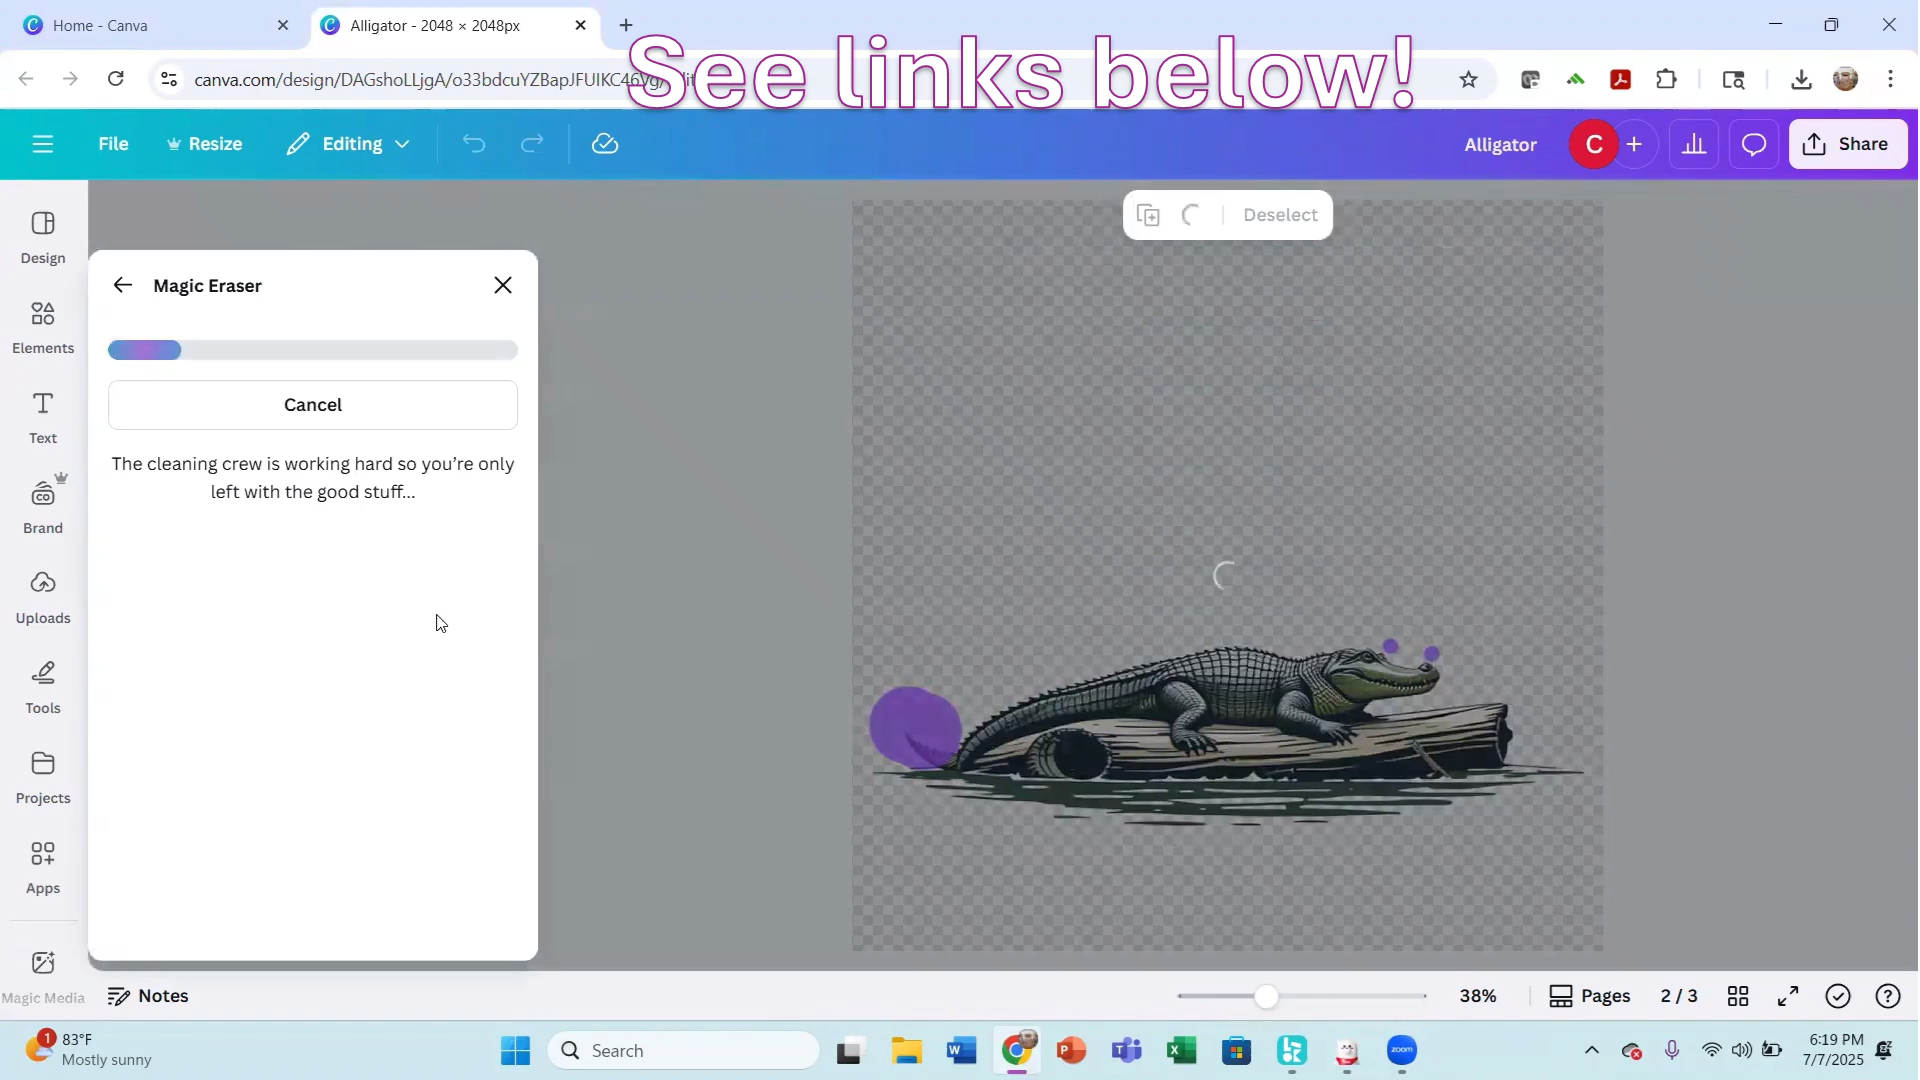 Home - Canva
Alligator - 2048 × 2048px
See links below!
canva.com/design/DAGshoLLjgA/o33bdcuYZBapJFUIKC46
File
Resize
Editing
Alligator
C
Share
Deselect
Design
Elements
Text
Brand
Uploads
Tools
Projects
Apps
Magic Media
Magic Eraser
Cancel
The cleaning crew is working hard so you’re only
left with the good stuff...
Notes
38%
Pages
2 / 3
1
83°F
Mostly sunny
Search
zoom
6:19 PM
7/7/2025